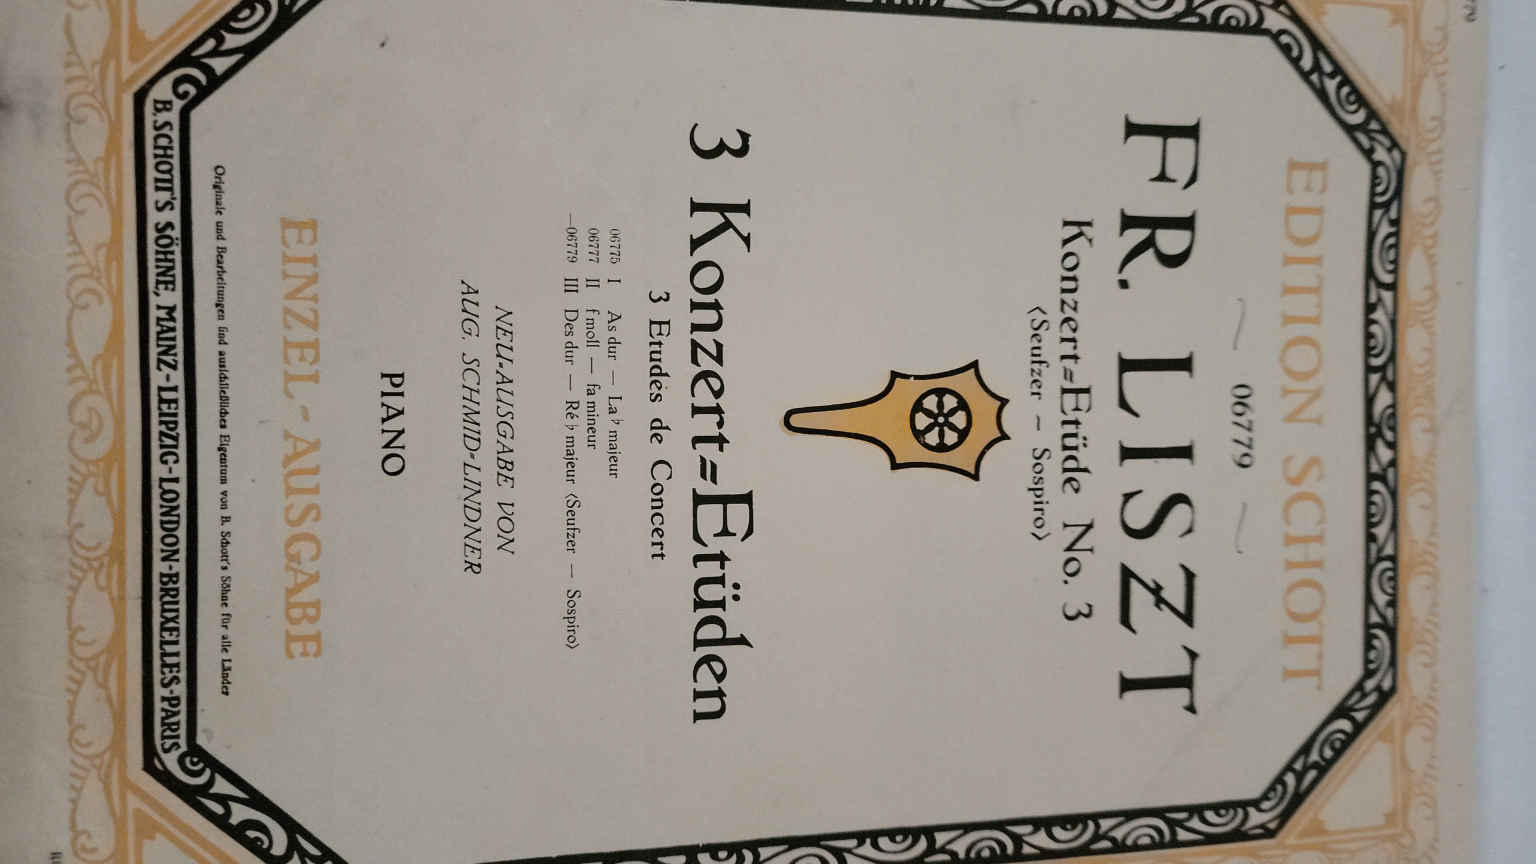 EDITION SCHOTT
06779
FR. LISZT
Konzert=Etüde No. 3
(Seufzer — Sospiro)
3 Konzert=Etüden
3 Etudés de Concert
06775 I As dur — La♭ majeur
06777 II f moll — fa mineur
—06779 III Des dur — Ré♭ majeur (Seufzer — Sospiro)
NEU-AUSGABE VON
AUG. SCHMID-LINDNER
PIANO
EINZEL-AUSGABE
Originale und Bearbeitungen sind ausschließliches Eigentum von B. Schott's Söhne für alle Länder
B. SCHOTT'S SÖHNE, MAINZ-LEIPZIG-LONDON-BRUXELLES-PARIS